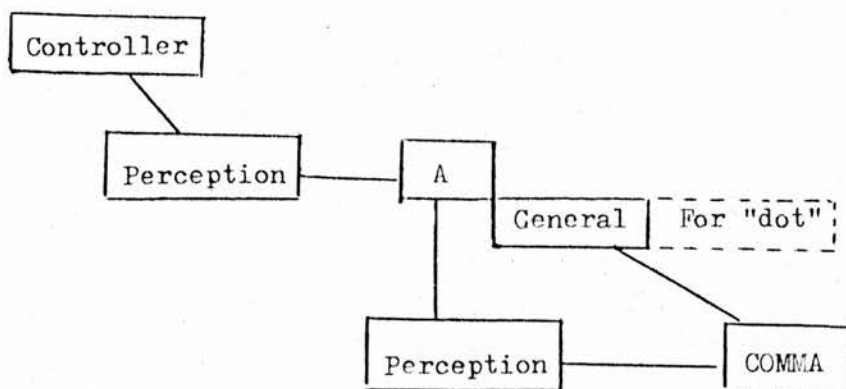 Controller
Perception
A
General
For "dot"
Perception
COMMA